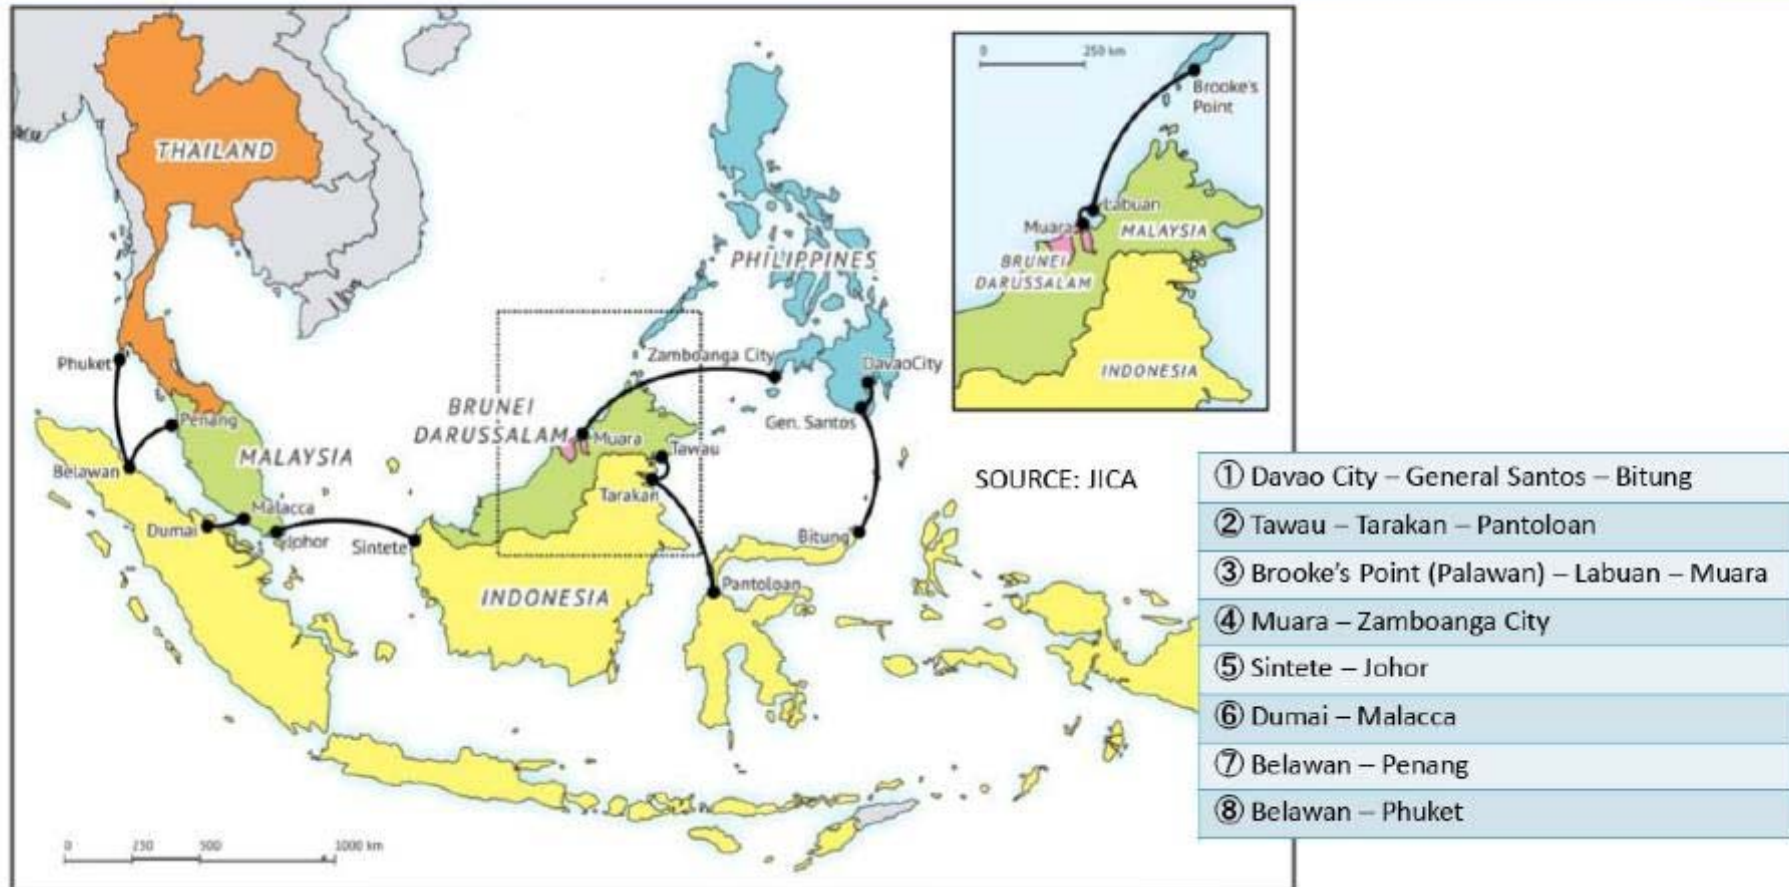 THAILAND
PHILIPPINES
Phuket
Penang
Belawan
MALAYSIA
Malacca
Dumai
Johor
Sintete
BRUNEI
DARUSSALAM
Muara
Zamboanga City
DavaoCity
Gen. Santos
Tawau
Tarakan
Bitung
Pantoloan
INDONESIA
0 250 500 1000 km
0 250 km
Brooke's
Point
Labuan
Muara
MALAYSIA
BRUNEI
DARUSSALAM
INDONESIA
SOURCE: JICA
① Davao City – General Santos – Bitung
② Tawau – Tarakan – Pantoloan
③ Brooke's Point (Palawan) – Labuan – Muara
④ Muara – Zamboanga City
⑤ Sintete – Johor
⑥ Dumai – Malacca
⑦ Belawan – Penang
⑧ Belawan – Phuket